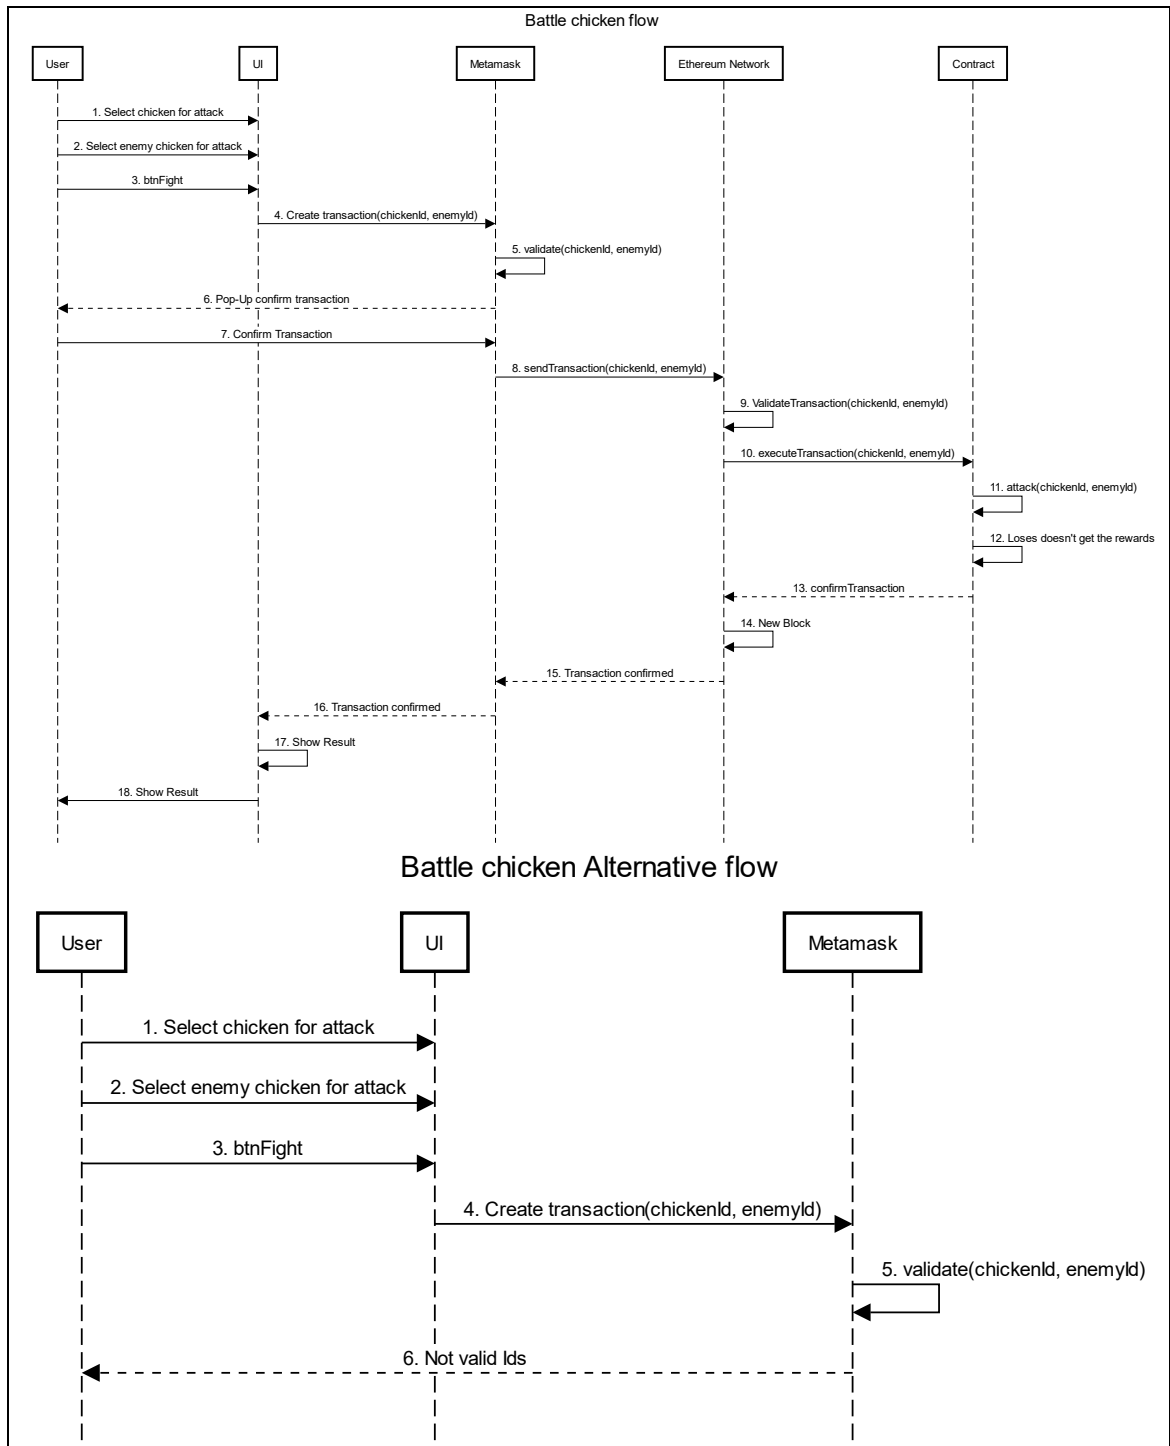 Battle chicken flow
User
UI
Metamask
Ethereum Network
Contract
1. Select chicken for attack
2. Select enemy chicken for attack
3. btnFight
4. Create transaction(chickenId, enemyId)
5. validate(chickenId, enemyId)
6. Pop-Up confirm transaction
7. Confirm Transaction
8. sendTransaction(chickenId, enemyId)
9. ValidateTransaction(chickenId, enemyId)
10. executeTransaction(chickenId, enemyId)
11. attack(chickenId, enemyId)
12. Loses doesn't get the rewards
13. confirmTransaction
14. New Block
15. Transaction confirmed
16. Transaction confirmed
17. Show Result
18. Show Result
Battle chicken Alternative flow
User
UI
Metamask
1. Select chicken for attack
2. Select enemy chicken for attack
3. btnFight
4. Create transaction(chickenId, enemyId)
5. validate(chickenId, enemyId)
6. Not valid Ids